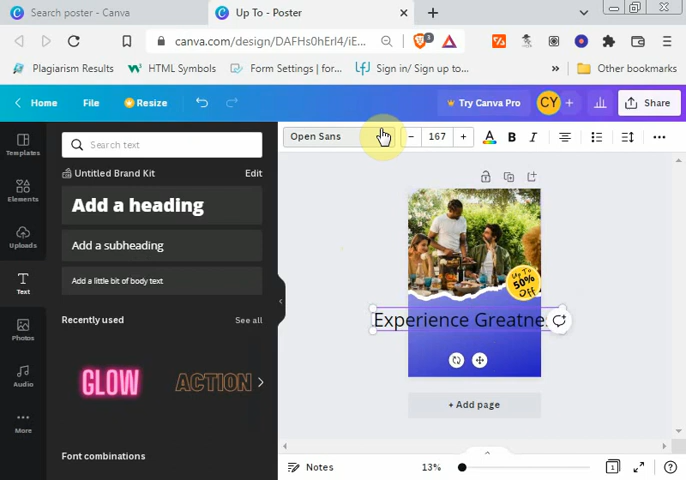 Search poster - Canva
Up To - Poster
canva.com/design/DAFHs0hErl4/iE...
3
Plagiarism Results
HTML Symbols
Form Settings | for...
Sign in/ Sign up to...
Other bookmarks
Home
File
Resize
Try Canva Pro
CY
Share
Templates
Elements
Uploads
Text
Photos
Audio
More
Search text
Untitled Brand Kit
Edit
Add a heading
Add a subheading
Add a little bit of body text
Recently used
See all
GLOW
ACTION
Font combinations
Open Sans
167
A
B
I
Up To
50%
Off
Experience Greatne
+ Add page
Notes
13%
1